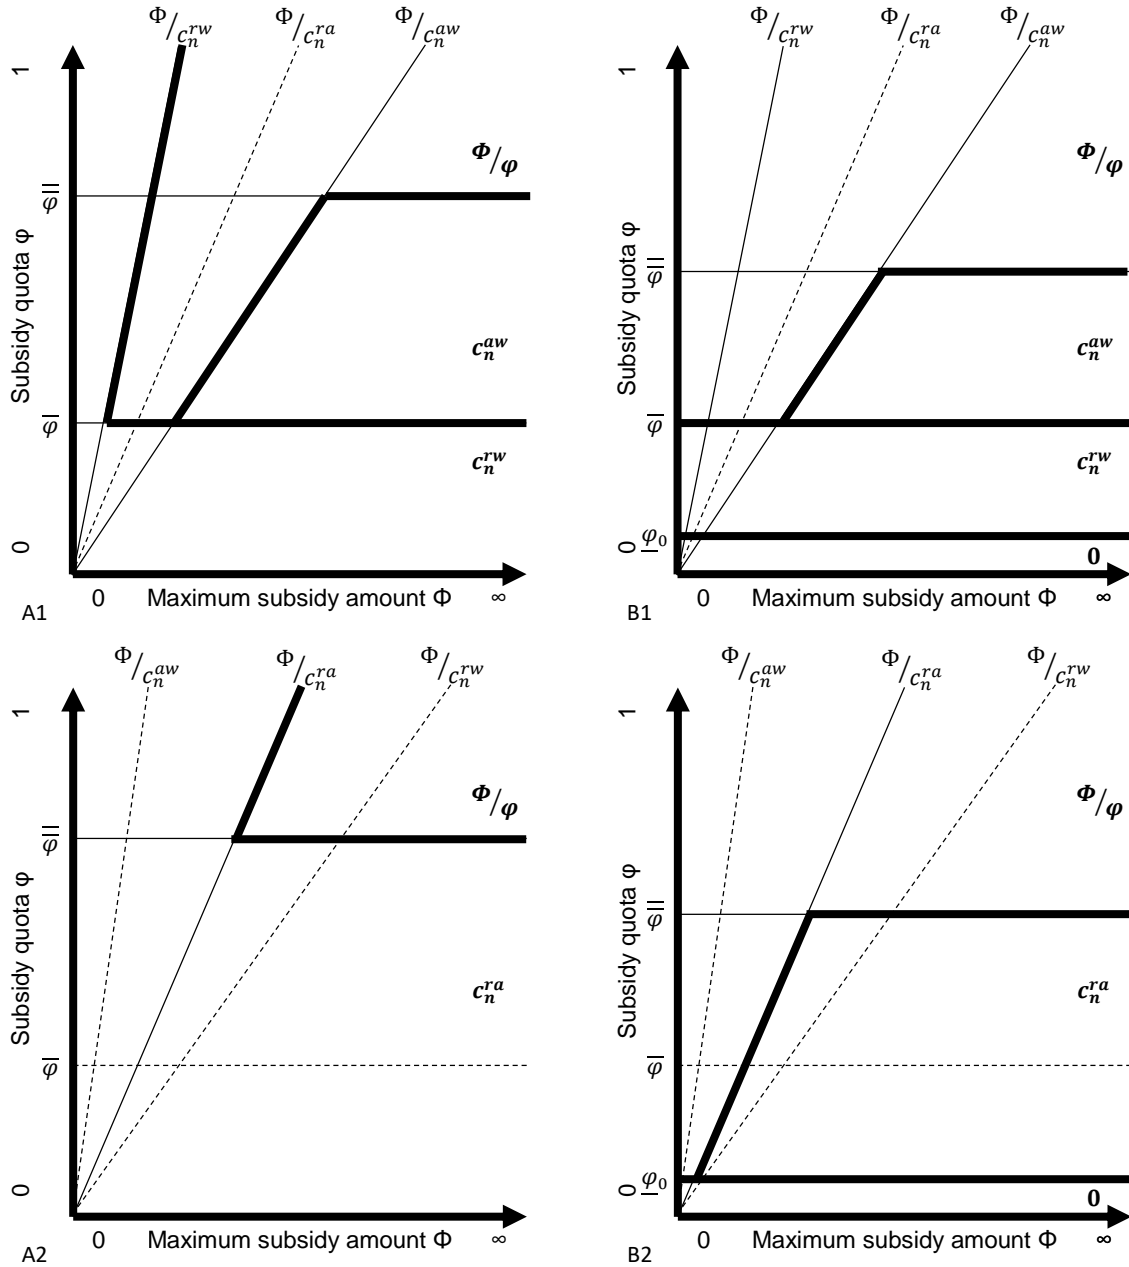 Φ/c_n^{rw}
Φ/c_n^{ra}
Φ/c_n^{aw}
1
Φ/φ
φ̿
Subsidy quota φ
c_n^{aw}
φ̅
c_n^{rw}
0
0 Maximum subsidy amount Φ ∞
A1
Φ/c_n^{rw}
Φ/c_n^{ra}
Φ/c_n^{aw}
1
Φ/φ
φ̿
Subsidy quota φ
c_n^{aw}
φ̅
c_n^{rw}
0 φ̲₀
0
0 Maximum subsidy amount Φ ∞
B1
Φ/c_n^{aw}
Φ/c_n^{ra}
Φ/c_n^{rw}
1
Φ/φ
φ̿
Subsidy quota φ
c_n^{ra}
φ̅
0
0 Maximum subsidy amount Φ ∞
A2
Φ/c_n^{aw}
Φ/c_n^{ra}
Φ/c_n^{rw}
1
Φ/φ
φ̿
Subsidy quota φ
c_n^{ra}
φ̅
0 φ̲₀
0
0 Maximum subsidy amount Φ ∞
B2